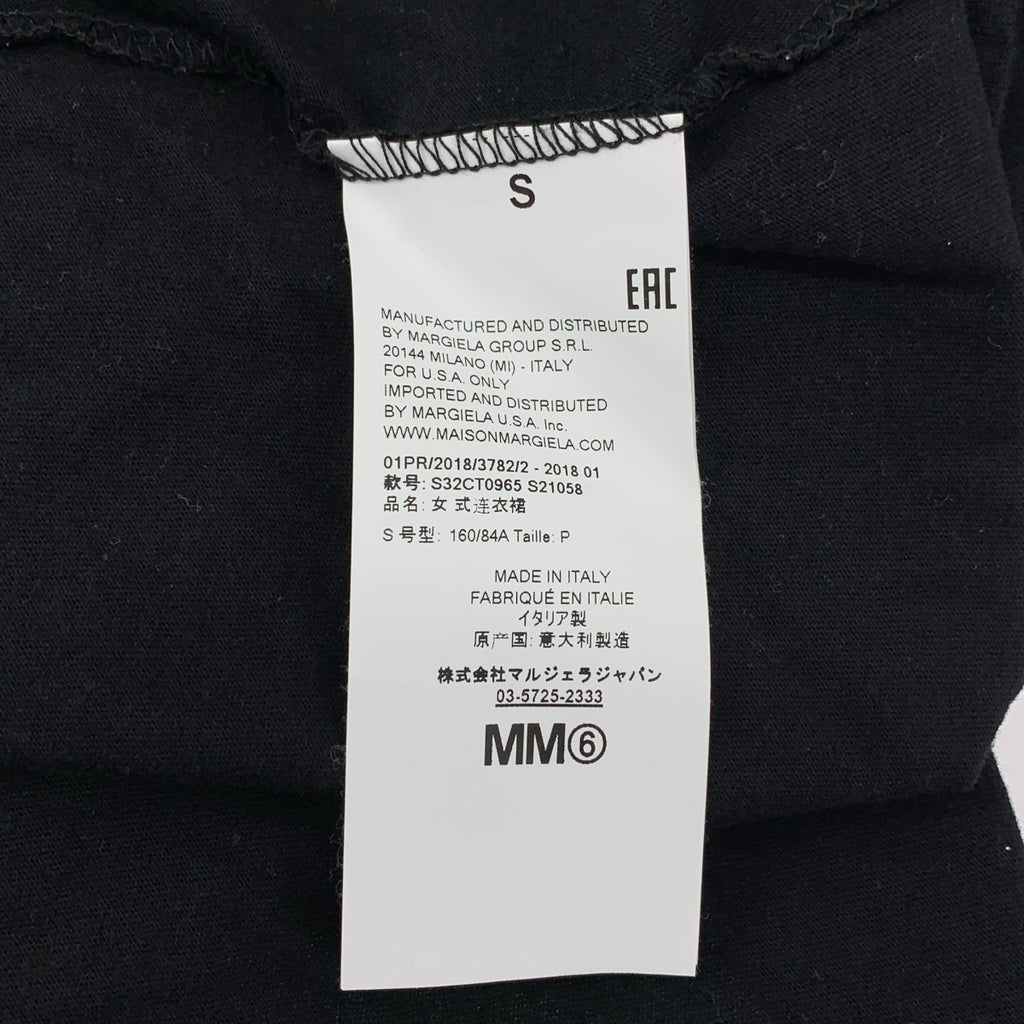 S
EAC
MANUFACTURED AND DISTRIBUTED
BY MARGIELA GROUP S.R.L.
20144 MILANO (MI) - ITALY
FOR U.S.A. ONLY
IMPORTED AND DISTRIBUTED
BY MARGIELA U.S.A. Inc.
WWW.MAISONMARGIELA.COM
01PR/2018/3782/2 - 2018 01
款号: S32CT0965 S21058
品名: 女 式连衣裙
S 号型: 160/84A Taille: P
MADE IN ITALY
FABRIQUÉ EN ITALIE
イタリア製
原产国: 意大利製造
株式会社マルジェラジャパン
03-5725-2333
MM⑥